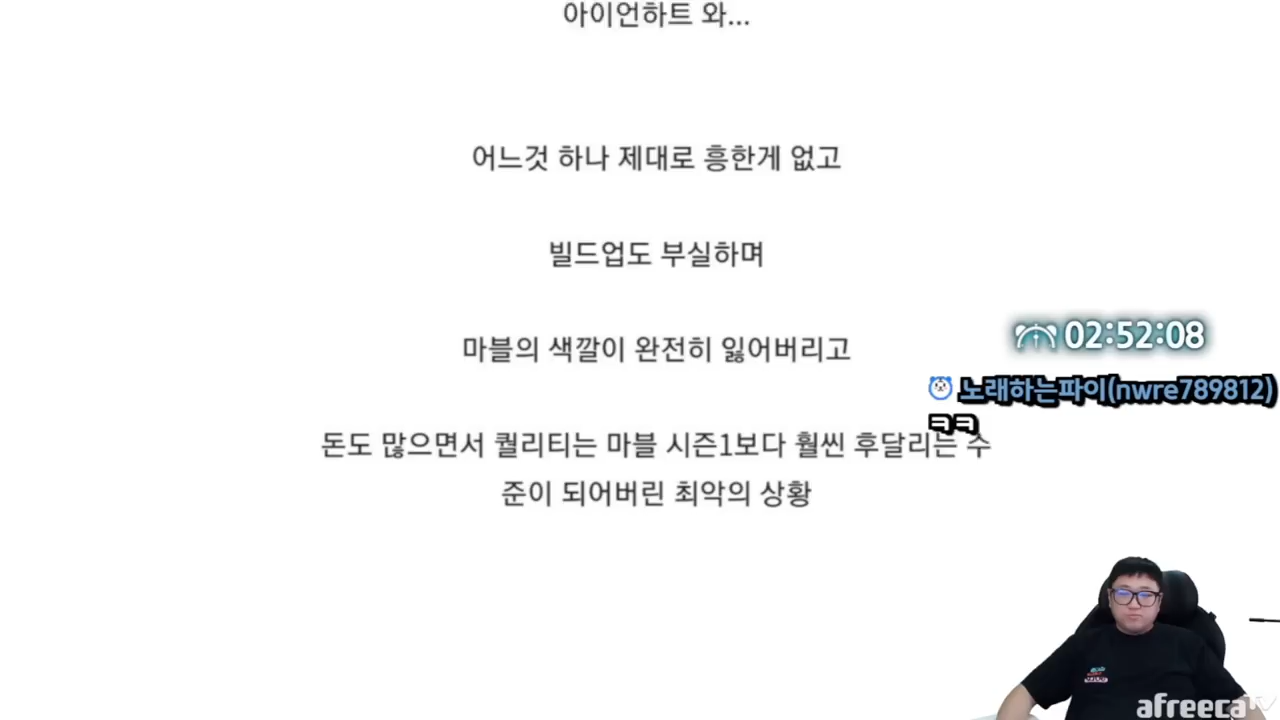 아이언하트 와...
어느것 하나 제대로 흥한게 없고
빌드업도 부실하며
02:52:08
마블의 색깔이 완전히 잃어버리고
노래하는파이(nwre789812)
ㅋㅋ
돈도 많으면서 퀄리티는 마블 시즌1보다 훨씬 후달리는 수
준이 되어버린 최악의 상황
afreecaTV